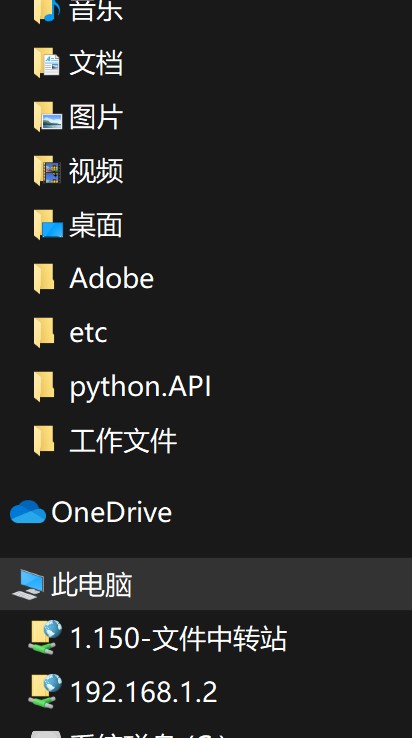 音乐
文档
图片
视频
桌面
Adobe
etc
python.API
工作文件
OneDrive
此电脑
1.150-文件中转站
192.168.1.2